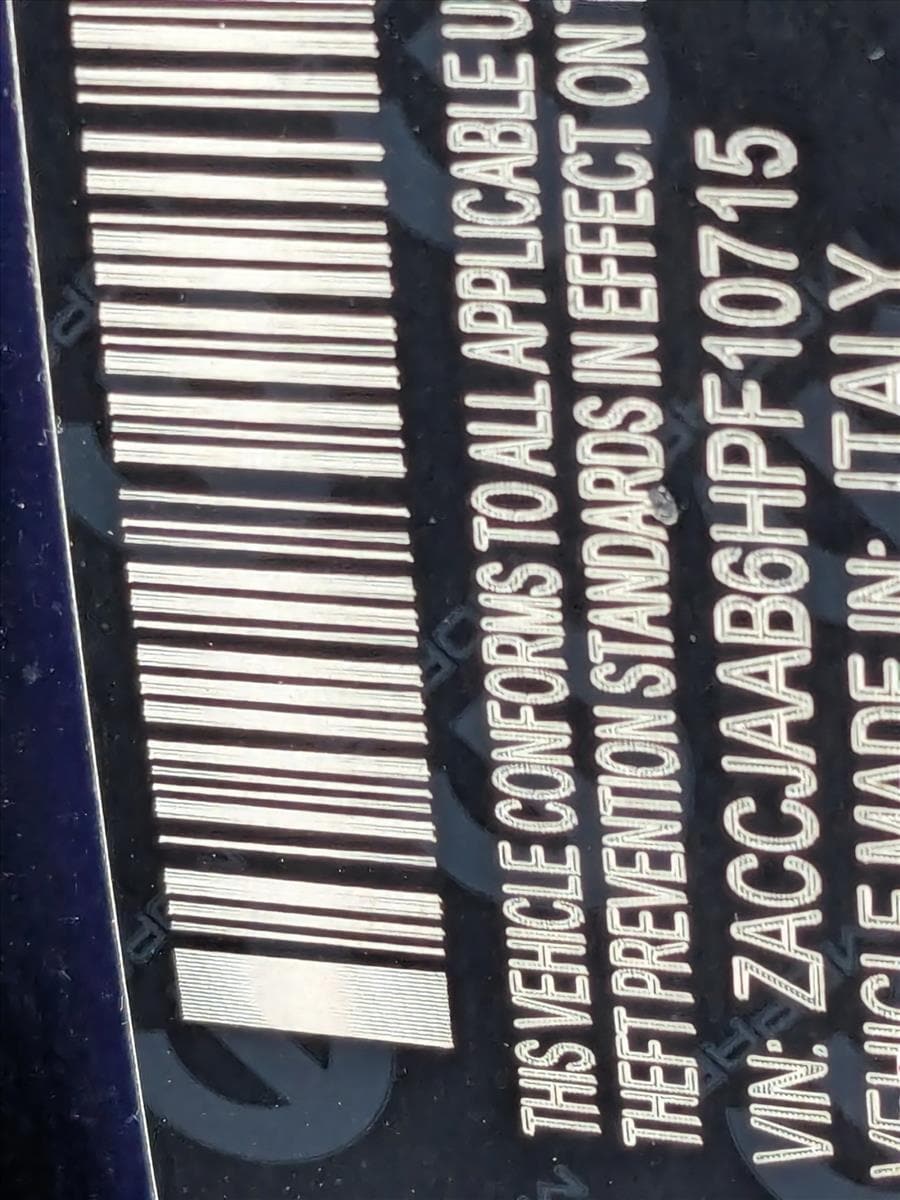 THIS VEHICLE CONFORMS TO ALL APPLICABLE U
THEFT PREVENTION STANDARDS IN EFFECT ON
VIN: ZACCJAAB6HPF10715
VEHICLE MADE IN: ITALY